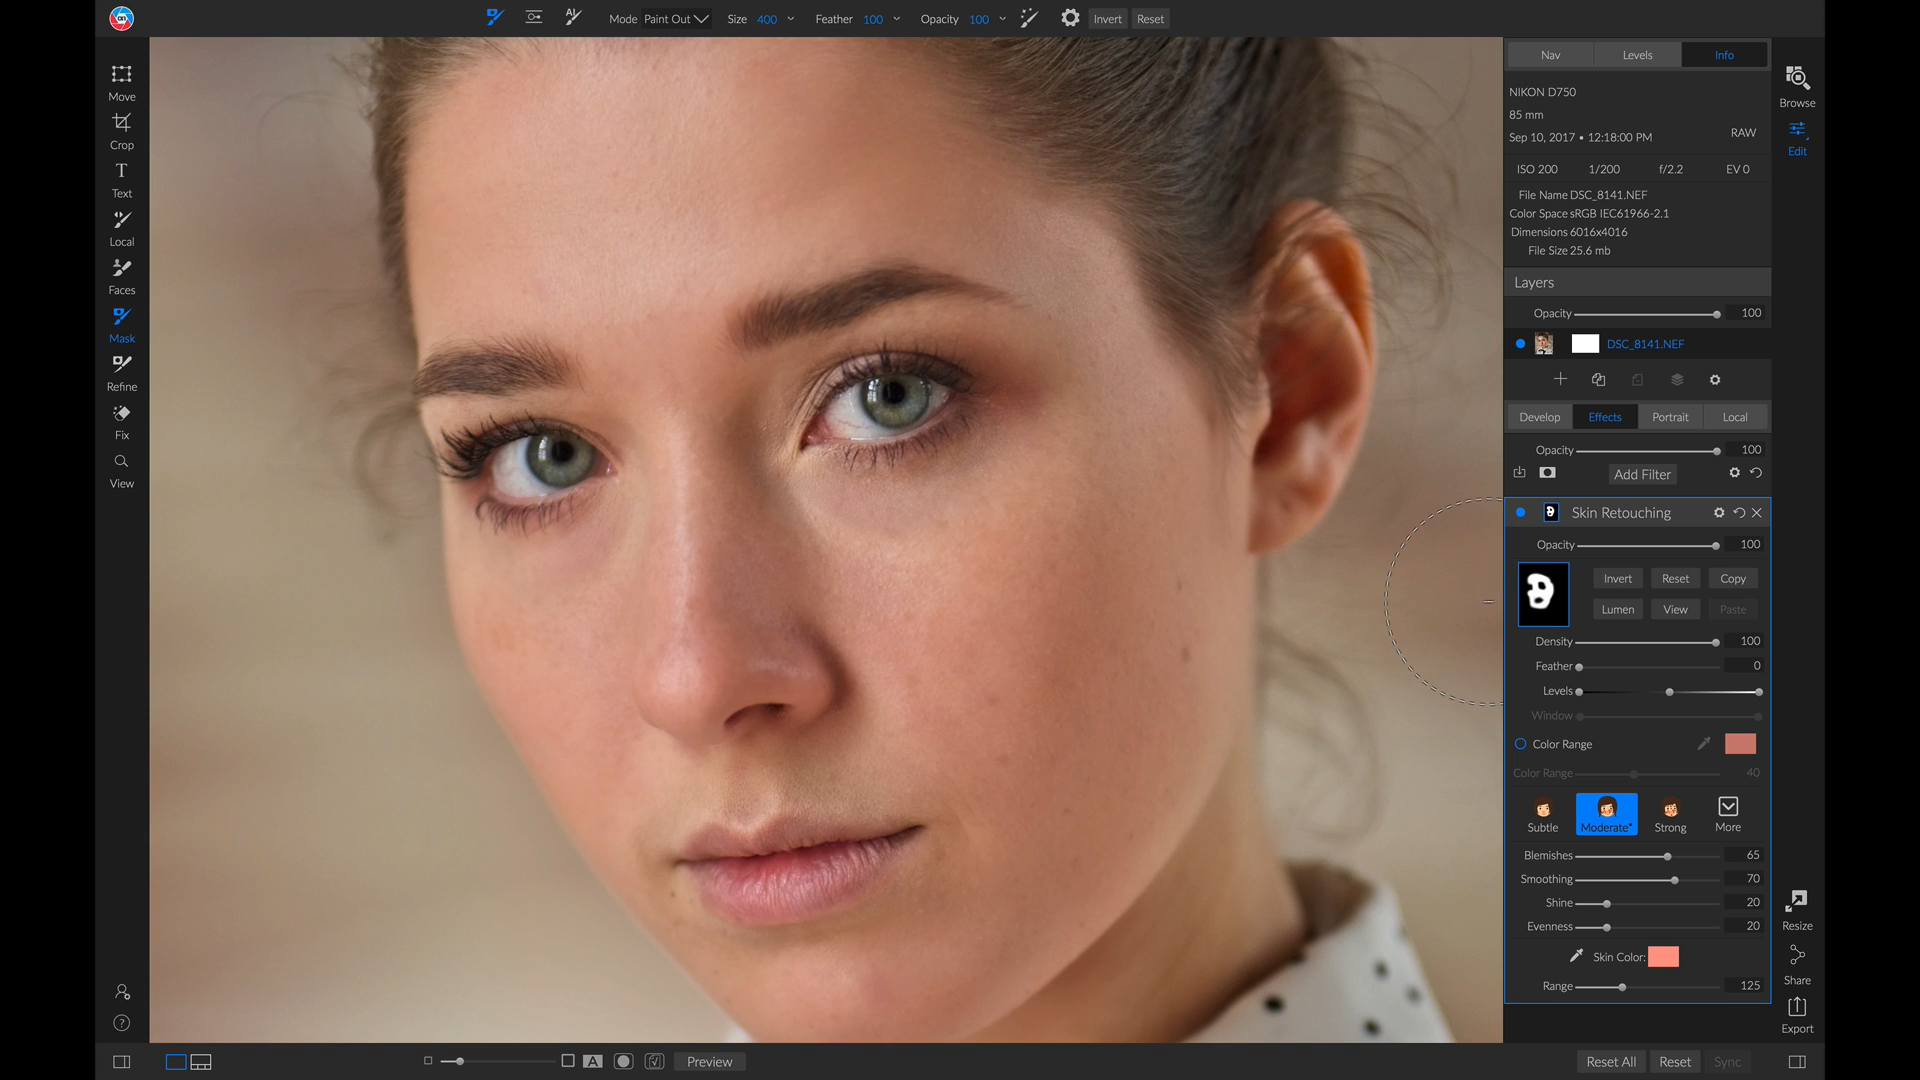 Mode Paint Out Size 400 Feather 100 Opacity 100 Invert Reset
Move
Crop
Text
Local
Faces
Mask
Refine
Fix
View
Nav Levels Info
NIKON D750
85 mm
Sep 10, 2017 • 12:18:00 PM RAW
ISO 200 1/200 f/2.2 EV 0
File Name DSC_8141.NEF
Color Space sRGB IEC61966-2.1
Dimensions 6016x4016
File Size 25.6 mb
Layers
Opacity 100
DSC_8141.NEF
Develop Effects Portrait Local
Opacity 100
Add Filter
Skin Retouching
Opacity 100
Invert Reset Copy
Lumen View Paste
Density 100
Feather 0
Levels
Window
Color Range
Color Range 40
Subtle Moderate* Strong More
Blemishes 65
Smoothing 70
Shine 20
Evenness 20
Skin Color:
Range 125
Browse
Edit
Resize
Share
Export
?
A Preview Reset All Reset Sync